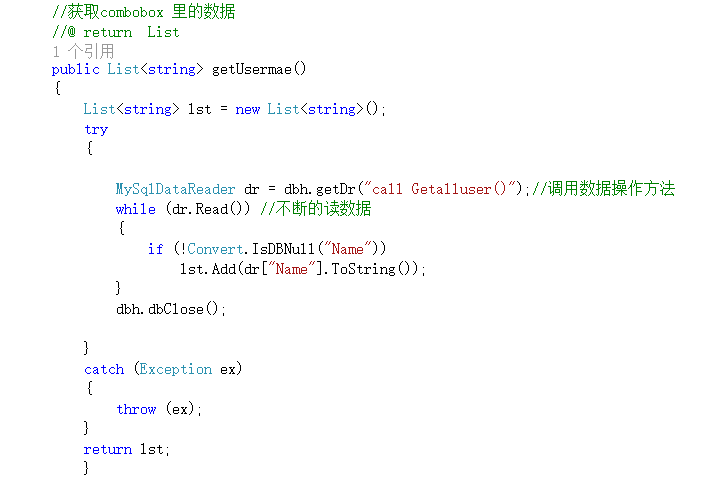 //获取combobox 里的数据
//@ return  List
1 个引用
public List<string> getUsermae()
{
List<string> lst = new List<string>();
try
{
MySqlDataReader dr = dbh.getDr("call Getalluser()");//调用数据操作方法
while (dr.Read()) //不断的读数据
{
if (!Convert.IsDBNull("Name"))
lst.Add(dr["Name"].ToString());
}
dbh.dbClose();
}
catch (Exception ex)
{
throw (ex);
}
return lst;
}